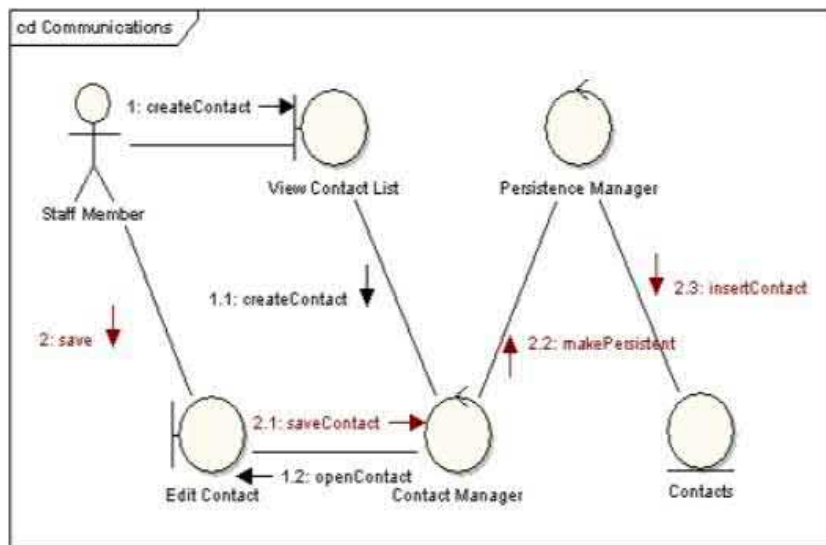 cd Communications
1: createContact
View Contact List
Persistence Manager
Staff Member
1.1: createContact
2.3: insertContact
2: save
2.2: makePersistent
2.1: saveContact
1.2: openContact
Edit Contact
Contact Manager
Contacts